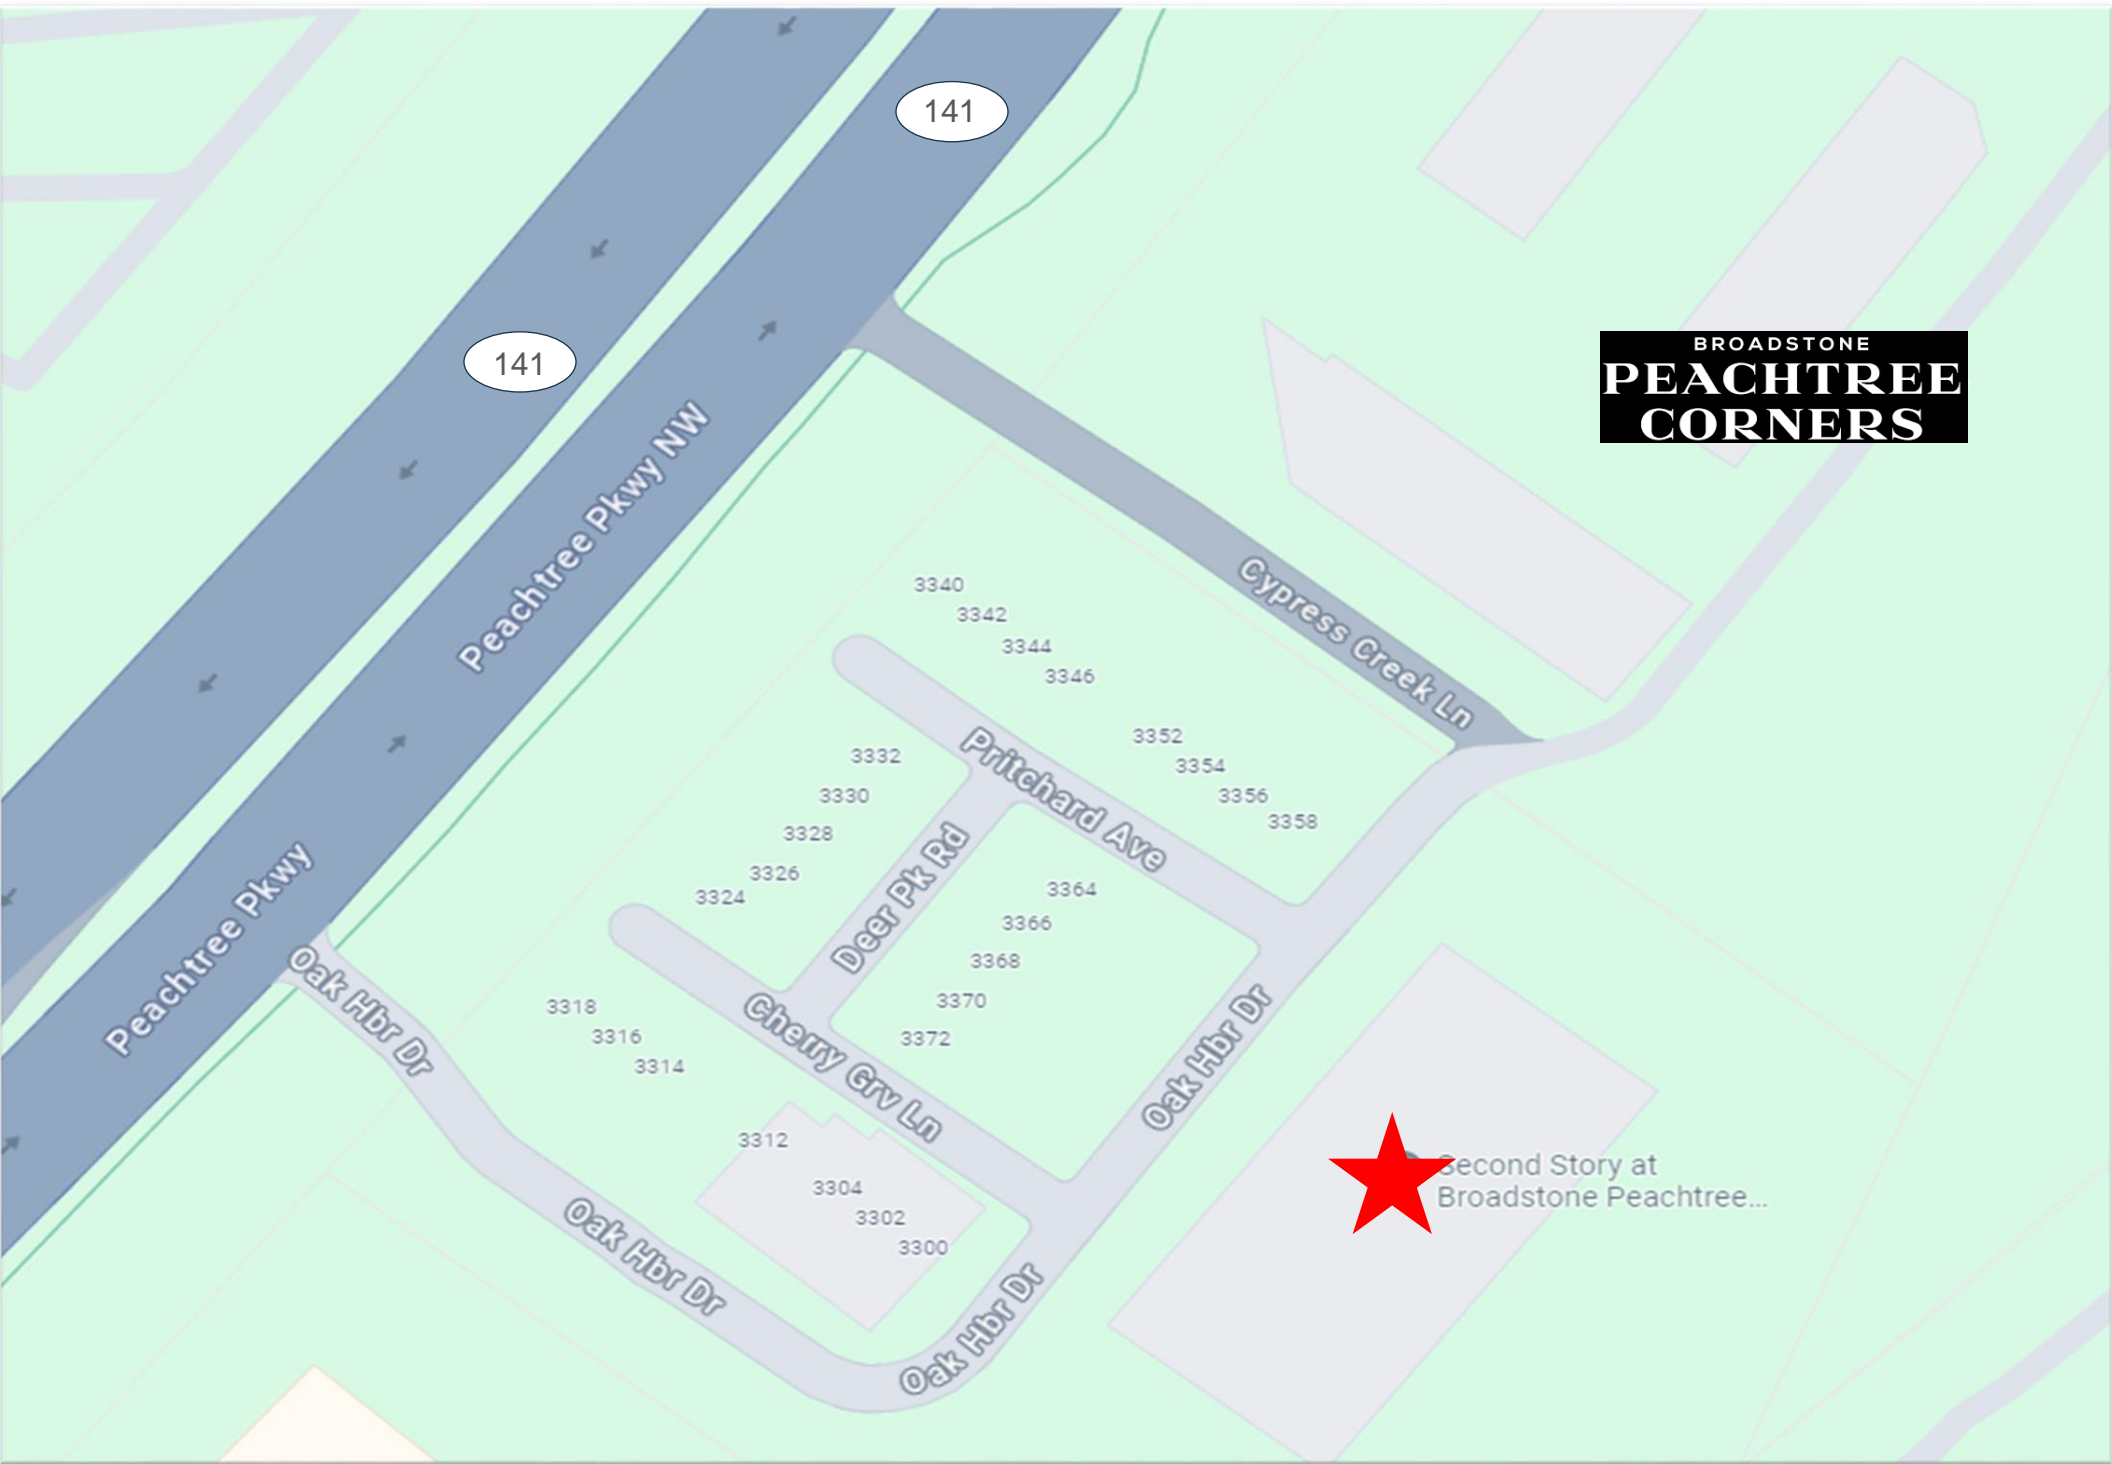 141
141
BROADSTONE
PEACHTREE
CORNERS
Peachtree Pkwy NW
Cypress Creek Ln
3340
3342
3344
3346
Pritchard Ave
3352
3354
3356
3358
3332
3330
3328
3326
3324
Deer Pk Rd
3364
3366
3368
3370
3372
Peachtree Pkwy
Oak Hbr Dr
3318
3316
3314
Cherry Grv Ln
Oak Hbr Dr
3312
3304
3302
3300
Second Story at
Broadstone Peachtree...
Oak Hbr Dr
Oak Hbr Dr